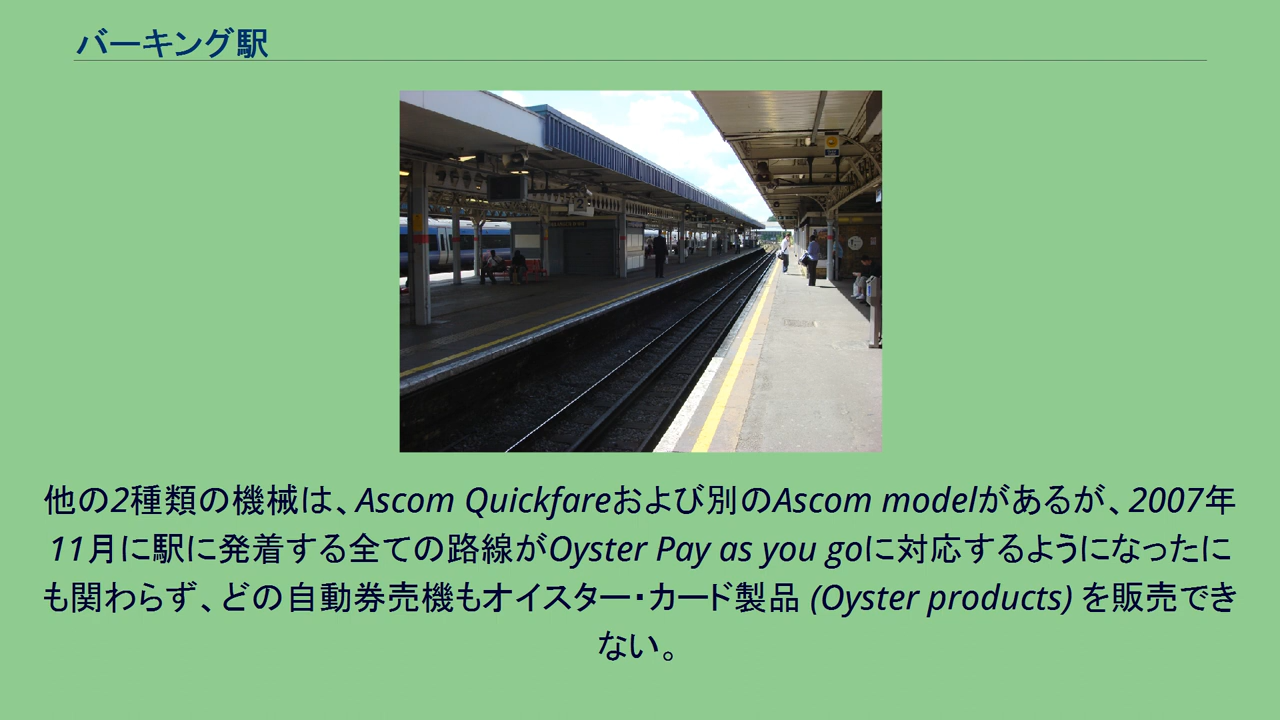 バーキング駅
2
他の2種類の機械は、Ascom Quickfareおよび別のAscom modelがあるが、2007年
11月に駅に発着する全ての路線がOyster Pay as you goに対応するようになったに
も関わらず、どの自動券売機もオイスター・カード製品 (Oyster products) を販売でき
ない。